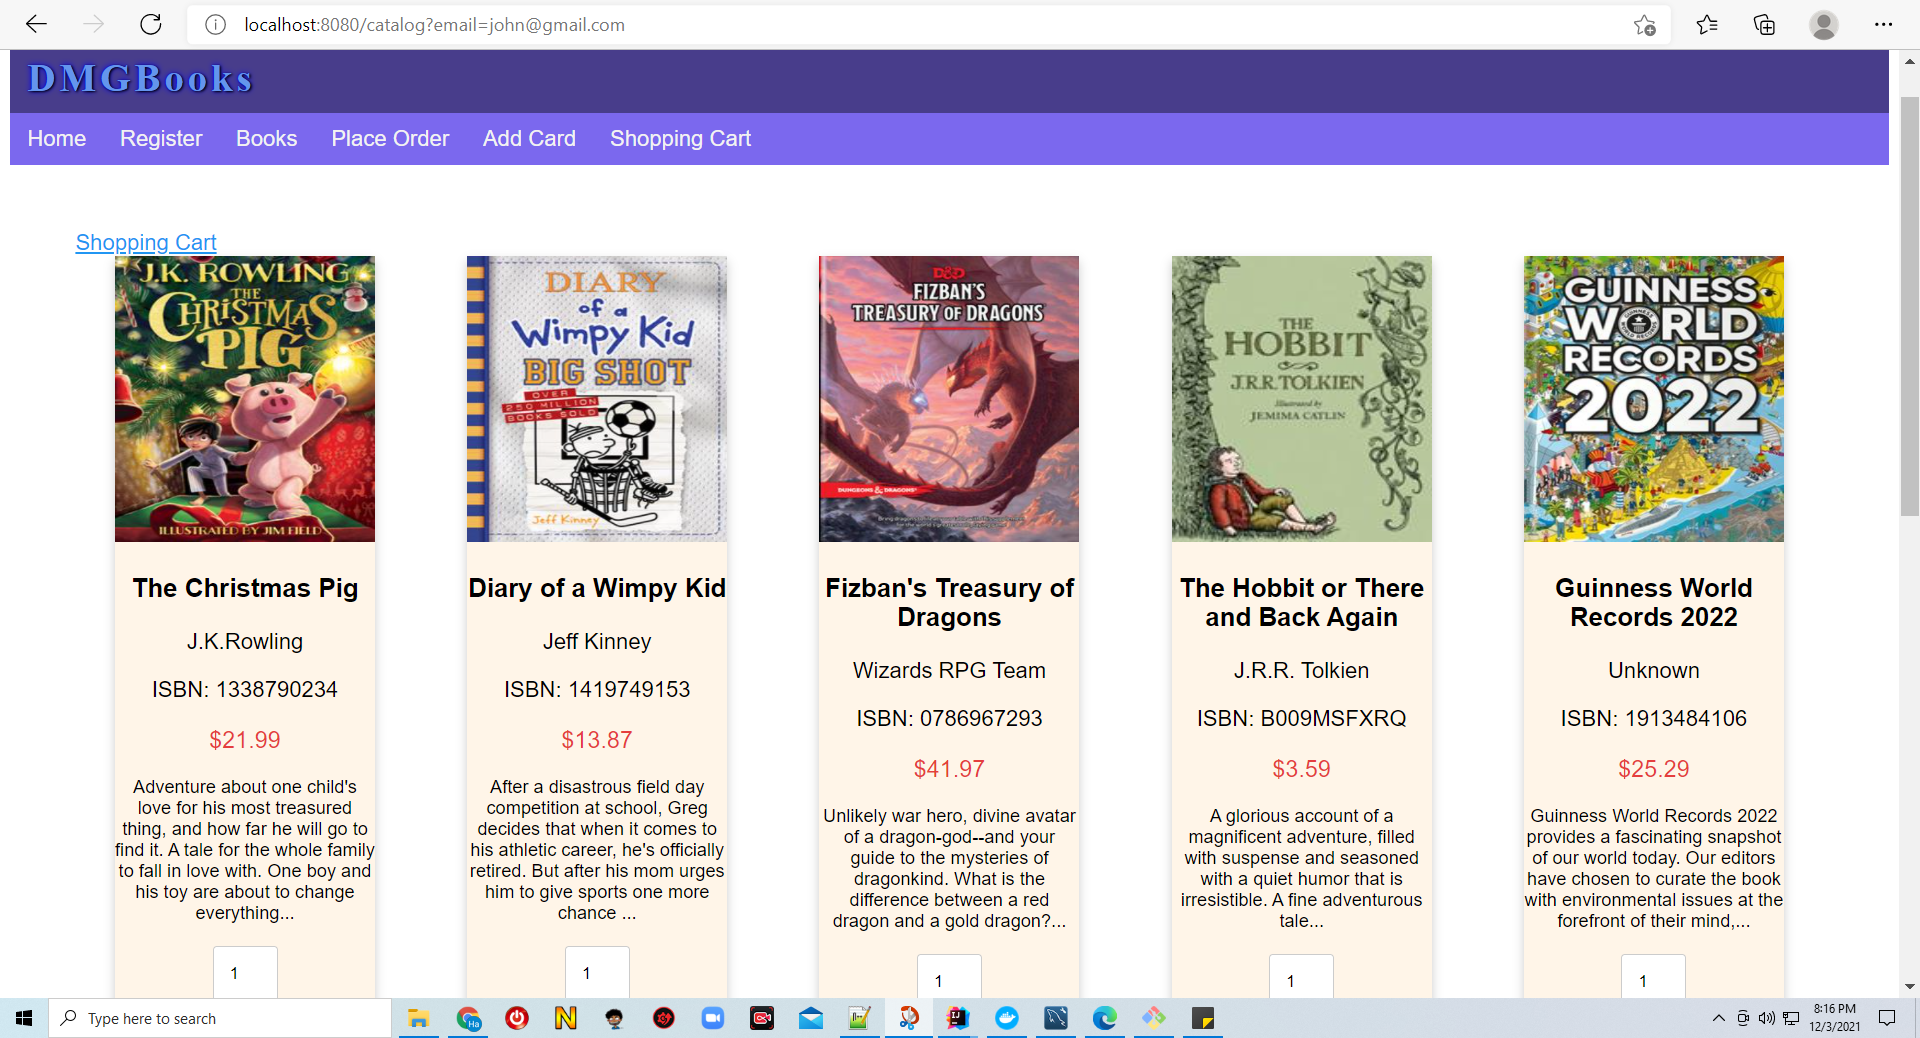 localhost:8080/catalog?email=john@gmail.com
DMGBooks
Home Register Books Place Order Add Card Shopping Cart
Shopping Cart
J.K. ROWLING
THE
CHRISTMAS
PIG
ILLUSTRATED BY JIM FIELD
The Christmas Pig
J.K.Rowling
ISBN: 1338790234
$21.99
Adventure about one child's
love for his most treasured
thing, and how far he will go to
find it. A tale for the whole family
to fall in love with. One boy and
his toy are about to change
everything...
1
DIARY
of a
Wimpy Kid
BIG SHOT
OVER
250 MILLION
BOOKS SOLD
Jeff Kinney
Diary of a Wimpy Kid
Jeff Kinney
ISBN: 1419749153
$13.87
After a disastrous field day
competition at school, Greg
decides that when it comes to
his athletic career, he's officially
retired. But after his mom urges
him to give sports one more
chance ...
1
D&D
FIZBAN'S
TREASURY OF DRAGONS
DUNGEONS & DRAGONS
Fizban's Treasury of
Dragons
Wizards RPG Team
ISBN: 0786967293
$41.97
Unlikely war hero, divine avatar
of a dragon-god--and your
guide to the mysteries of
dragonkind. What is the
difference between a red
dragon and a gold dragon?...
1
THE
HOBBIT
J.R.R.TOLKIEN
Illustrated by
JEMIMA CATLIN
The Hobbit or There
and Back Again
J.R.R. Tolkien
ISBN: B009MSFXRQ
$3.59
A glorious account of a
magnificent adventure, filled
with suspense and seasoned
with a quiet humor that is
irresistible. A fine adventurous
tale...
1
GUINNESS
WORLD
RECORDS
2022
Guinness World
Records 2022
Unknown
ISBN: 1913484106
$25.29
Guinness World Records 2022
provides a fascinating snapshot
of our world today. Our editors
have chosen to curate the book
with environmental issues at the
forefront of their mind,...
1
Type here to search
Ha
N
IJ
8:16 PM
12/3/2021